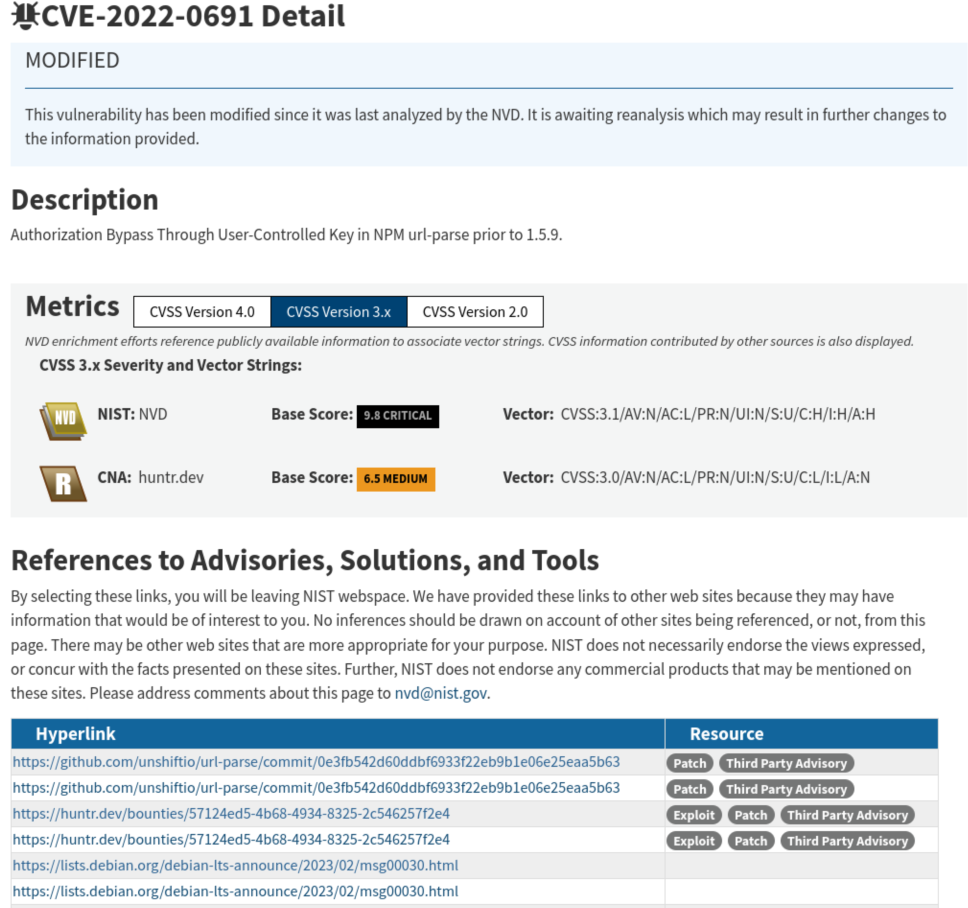 CVE-2022-0691 Detail
MODIFIED
This vulnerability has been modified since it was last analyzed by the NVD. It is awaiting reanalysis which may result in further changes to
the information provided.
Description
Authorization Bypass Through User-Controlled Key in NPM url-parse prior to 1.5.9.
Metrics CVSS Version 4.0 CVSS Version 3.x CVSS Version 2.0
NVD enrichment efforts reference publicly available information to associate vector strings. CVSS information contributed by other sources is also displayed.
CVSS 3.x Severity and Vector Strings:
NVD NIST: NVD Base Score: 9.8 CRITICAL Vector: CVSS:3.1/AV:N/AC:L/PR:N/UI:N/S:U/C:H/I:H/A:H
R CNA: huntr.dev Base Score: 6.5 MEDIUM Vector: CVSS:3.0/AV:N/AC:L/PR:N/UI:N/S:U/C:L/I:L/A:N
References to Advisories, Solutions, and Tools
By selecting these links, you will be leaving NIST webspace. We have provided these links to other web sites because they may have
information that would be of interest to you. No inferences should be drawn on account of other sites being referenced, or not, from this
page. There may be other web sites that are more appropriate for your purpose. NIST does not necessarily endorse the views expressed,
or concur with the facts presented on these sites. Further, NIST does not endorse any commercial products that may be mentioned on
these sites. Please address comments about this page to nvd@nist.gov.
Hyperlink Resource
https://github.com/unshiftio/url-parse/commit/0e3fb542d60ddbf6933f22eb9b1e06e25eaa5b63 Patch Third Party Advisory
https://github.com/unshiftio/url-parse/commit/0e3fb542d60ddbf6933f22eb9b1e06e25eaa5b63 Patch Third Party Advisory
https://huntr.dev/bounties/57124ed5-4b68-4934-8325-2c546257f2e4 Exploit Patch Third Party Advisory
https://huntr.dev/bounties/57124ed5-4b68-4934-8325-2c546257f2e4 Exploit Patch Third Party Advisory
https://lists.debian.org/debian-lts-announce/2023/02/msg00030.html
https://lists.debian.org/debian-lts-announce/2023/02/msg00030.html